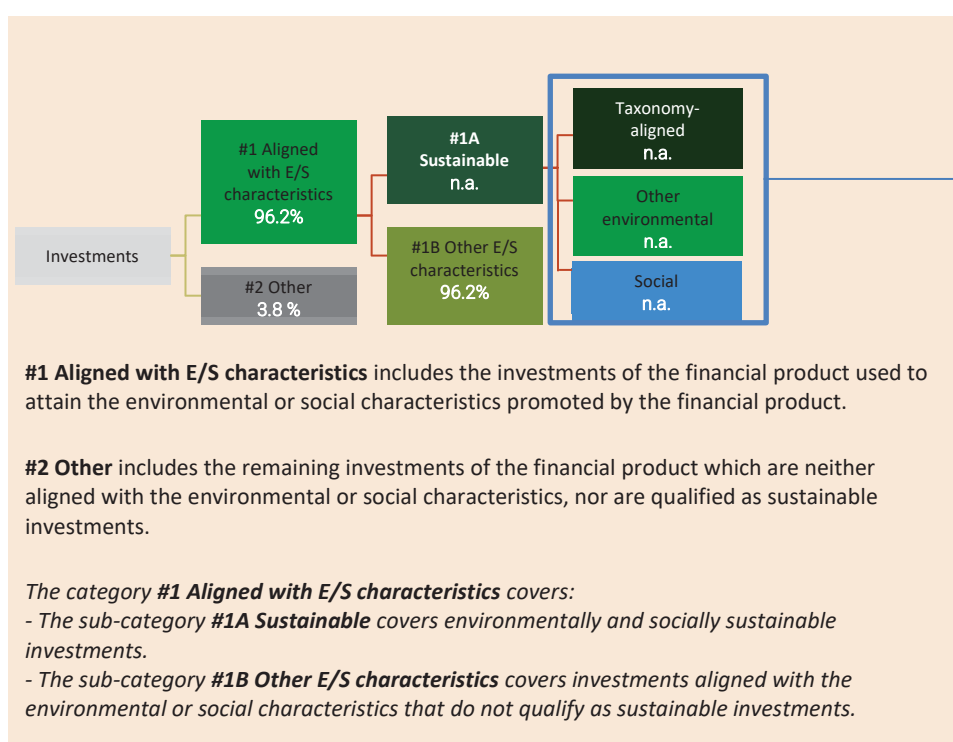 Investments
#1 Aligned
with E/S
characteristics
96.2%
#2 Other
3.8 %
#1A
Sustainable
n.a.
#1B Other E/S
characteristics
96.2%
Taxonomy-
aligned
n.a.
Other
environmental
n.a.
Social
n.a.
#1 Aligned with E/S characteristics includes the investments of the financial product used to
attain the environmental or social characteristics promoted by the financial product.
#2 Other includes the remaining investments of the financial product which are neither
aligned with the environmental or social characteristics, nor are qualified as sustainable
investments.
The category #1 Aligned with E/S characteristics covers:
- The sub-category #1A Sustainable covers environmentally and socially sustainable
investments.
- The sub-category #1B Other E/S characteristics covers investments aligned with the
environmental or social characteristics that do not qualify as sustainable investments.